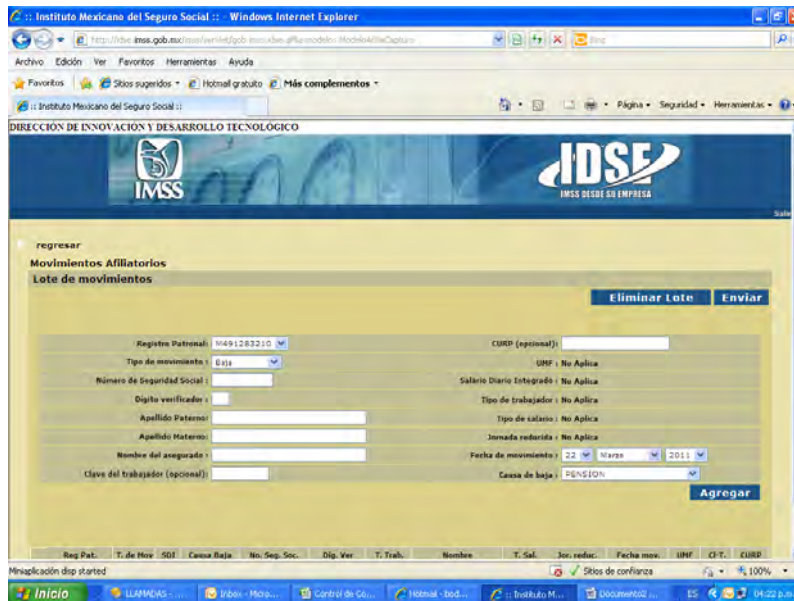 :: Instituto Mexicano del Seguro Social :: - Windows Internet Explorer
Archivo Edición Ver Favoritos Herramientas Ayuda
Favoritos Sitios sugeridos Hotmail gratuito Más complementos
:: Instituto Mexicano del Seguro Social ::
Página Seguridad Herramientas
DIRECCIÓN DE INNOVACIÓN Y DESARROLLO TECNOLÓGICO
IMSS
IDSE
IMSS DESDE SU EMPRESA
regresar
Movimientos Afiliatorios
Lote de movimientos
Eliminar Lote Enviar
Registro Patronal: M491283210 CURP (opcional):
Tipo de movimiento : Baja UMF : No Aplica
Número de Seguridad Social : Salario Diario Integrado : No Aplica
Digito verificador : Tipo de trabajador : No Aplica
Apellido Paterno: Tipo de salario : No Aplica
Apellido Materno: Jornada reducida : No Aplica
Nombre del asegurado : Fecha de movimiento : 22 Marzo 2011
Clave del trabajador (opcional): Causa de baja : PENSION
Agregar
Reg Pat. T. de Mov SDI Causa Baja No. Seg. Soc. Dig. Ver T. Trab. Nombre T. Sal. Jor. reduc. Fecha mov. UMF C.T. CURP
Miniaplicación disp started Sitios de confianza 100%
Inicio LLAMADAS - ... Inbox - Micro... Control de Co... Hotmail - bod... :: Instituto M... Documento2 ... ES 04:22 p.m.